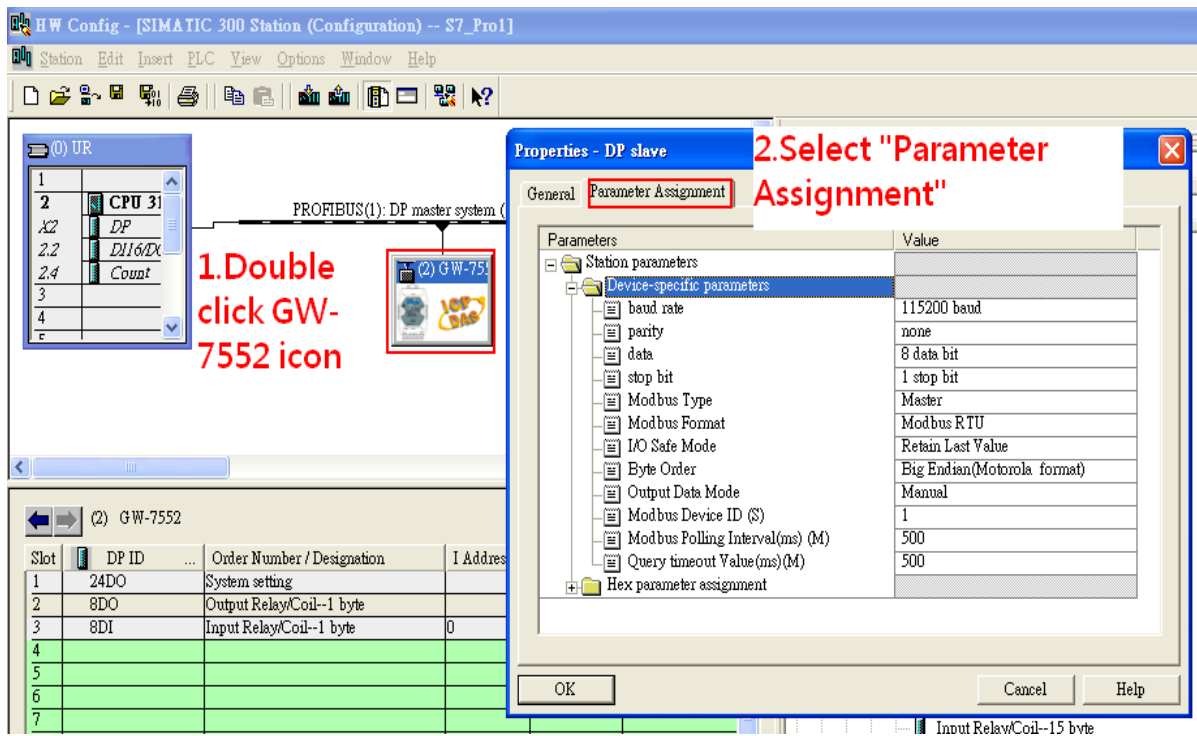 HW Config - [SIMATIC 300 Station (Configuration) -- S7_Pro1]
Station Edit Insert PLC View Options Window Help
(0) UR
1
2 CPU 31
X2 DP
2.2 DI16/DO
2.4 Count
3
4
PROFIBUS(1): DP master system (
(2) GW-755
ICP DAS
1.Double
click GW-
7552 icon
Properties - DP slave
2.Select "Parameter
Assignment"
General Parameter Assignment
Parameters Value
Station parameters
Device-specific parameters
baud rate 115200 baud
parity none
data 8 data bit
stop bit 1 stop bit
Modbus Type Master
Modbus Format Modbus RTU
I/O Safe Mode Retain Last Value
Byte Order Big Endian(Motorola format)
Output Data Mode Manual
Modbus Device ID (S) 1
Modbus Polling Interval(ms) (M) 500
Query timeout Value(ms)(M) 500
Hex parameter assignment
OK Cancel Help
(2) GW-7552
Slot DP ID ... Order Number / Designation I Addres
1 24DO System setting
2 8DO Output Relay/Coil--1 byte
3 8DI Input Relay/Coil--1 byte 0
4
5
6
7
Input Relay/Coil--15 byte